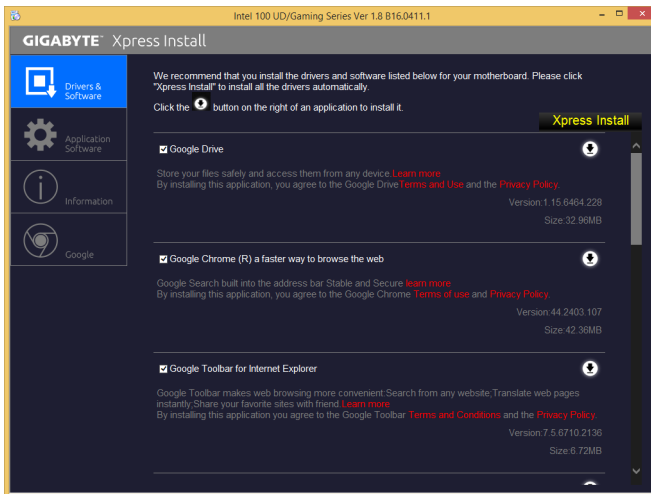 Intel 100 UD/Gaming Series Ver 1.8 B16.0411.1
GIGABYTE™ Xpress Install
Drivers &
Software
Application
Software
Information
Google
We recommend that you install the drivers and software listed below for your motherboard. Please click
"Xpress Install" to install all the drivers automatically.
Click the button on the right of an application to install it.
Xpress Install
Google Drive
Store your files safely and access them from any device.Learn more
By installing this application, you agree to the Google DriveTerms and Use and the Privacy Policy.
Version:1.15.6464.228
Size:32.96MB
Google Chrome (R) a faster way to browse the web
Google Search built into the address bar Stable and Secure learn more
By installing this application, you agree to the Google Chrome Terms of use and Privacy Policy.
Version:44.2403.107
Size:42.36MB
Google Toolbar for Internet Explorer
Google Toolbar makes web browsing more convenient:Search from any website;Translate web pages
instantly;Share your favorite sites with friend.Learn more
By installing this application you agree to the Google Toolbar Terms and Conditions and the Privacy Policy.
Version:7.5.6710.2136
Size:6.72MB